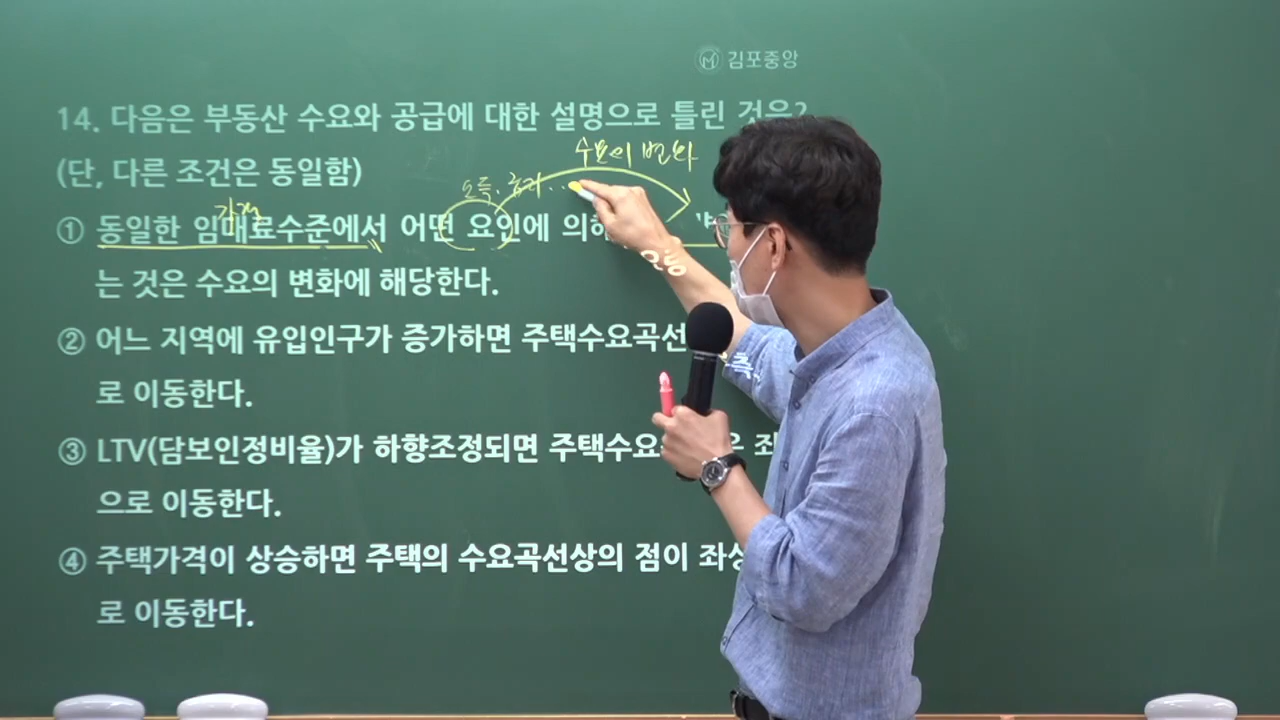 김포중앙
14. 다음은 부동산 수요와 공급에 대한 설명으로 틀린 것은?
(단, 다른 조건은 동일함)
수요의 변화
소득,
가격
① 동일한 임대료수준에서 어떤 요인에 의해
는 것은 수요의 변화에 해당한다.
② 어느 지역에 유입인구가 증가하면 주택수요곡선
로 이동한다.
③ LTV(담보인정비율)가 하향조정되면 주택수요 좌
으로 이동한다.
④ 주택가격이 상승하면 주택의 수요곡선상의 점이 좌상
로 이동한다.